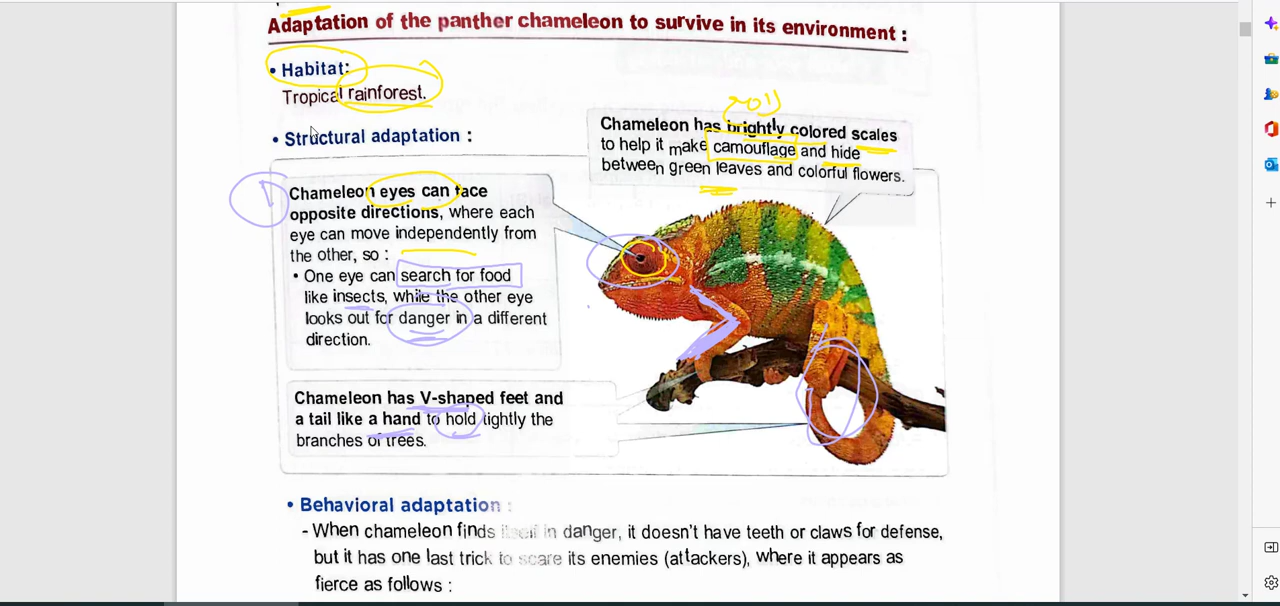 Adaptation of the panther chameleon to survive in its environment :
• Habitat:
Tropical rainforest.
• Structural adaptation :
Chameleon has brightly colored scales
to help it make camouflage and hide
between green leaves and colorful flowers.
Chameleon eyes can face
opposite directions, where each
eye can move independently from
the other, so :
• One eye can search for food
like insects, while the other eye
looks out for danger in a different
direction.
Chameleon has V-shaped feet and
a tail like a hand to hold tightly the
branches of trees.
• Behavioral adaptation :
- When chameleon finds itself in danger, it doesn't have teeth or claws for defense,
but it has one last trick to scare its enemies (attackers), where it appears as
fierce as follows :